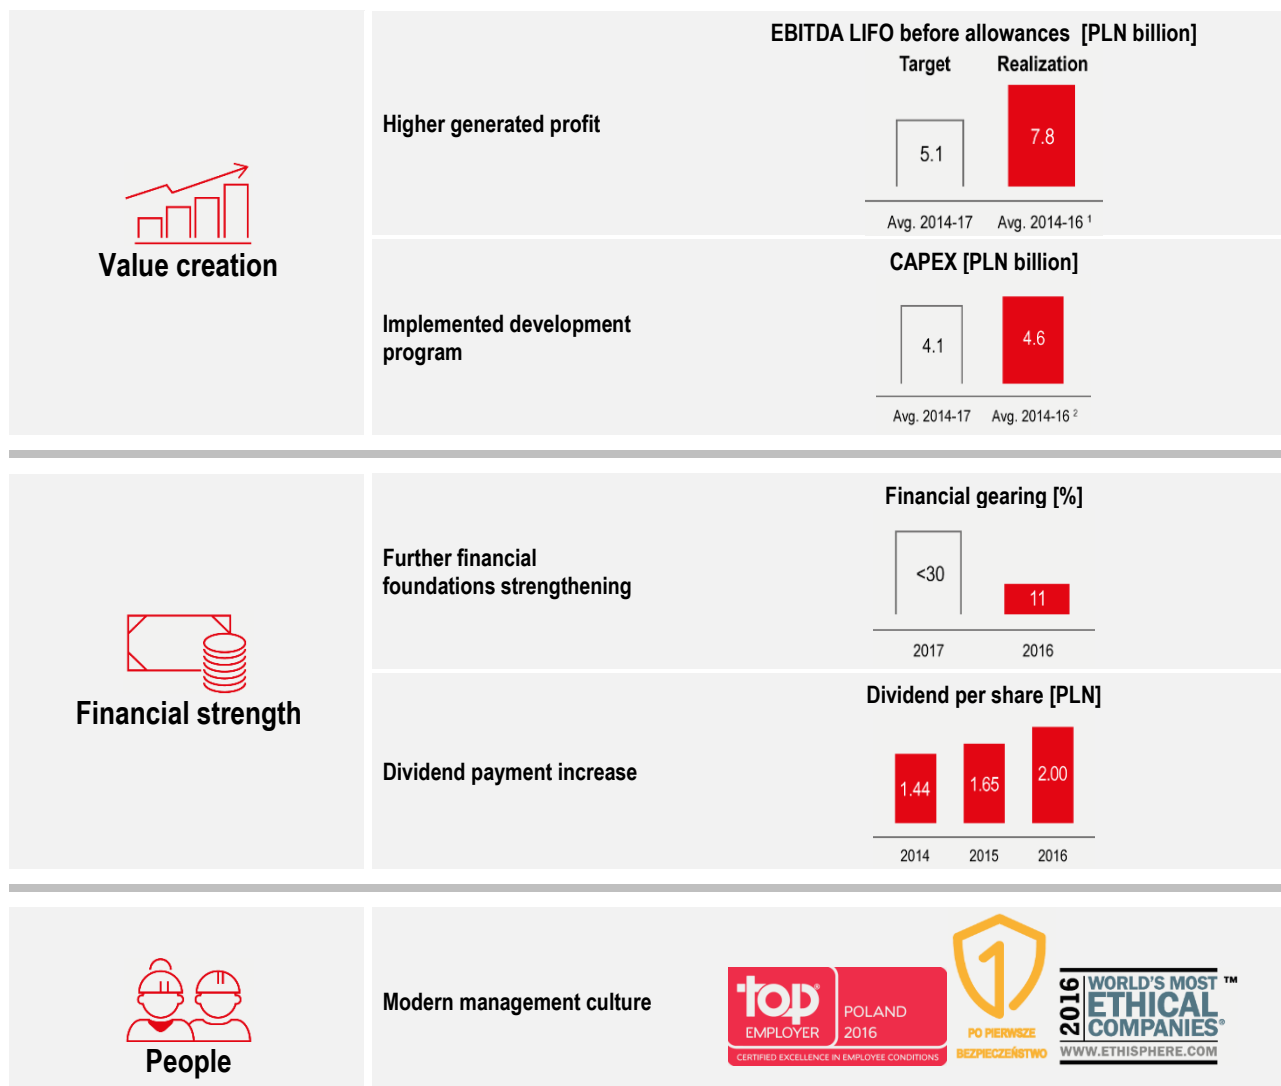 Value creation
Higher generated profit
EBITDA LIFO before allowances [PLN billion]
Target Realization
5.1 7.8
Avg. 2014-17 Avg. 2014-16 ¹
Implemented development
program
CAPEX [PLN billion]
4.1 4.6
Avg. 2014-17 Avg. 2014-16 ²
Financial strength
Further financial
foundations strengthening
Financial gearing [%]
<30 11
2017 2016
Dividend payment increase
Dividend per share [PLN]
1.44 1.65 2.00
2014 2015 2016
People
Modern management culture
top®
EMPLOYER
POLAND
2016
CERTIFIED EXCELLENCE IN EMPLOYEE CONDITIONS
1
PO PIERWSZE
BEZPIECZEŃSTWO
2016
WORLD'S MOST ™
ETHICAL
COMPANIES®
WWW.ETHISPHERE.COM